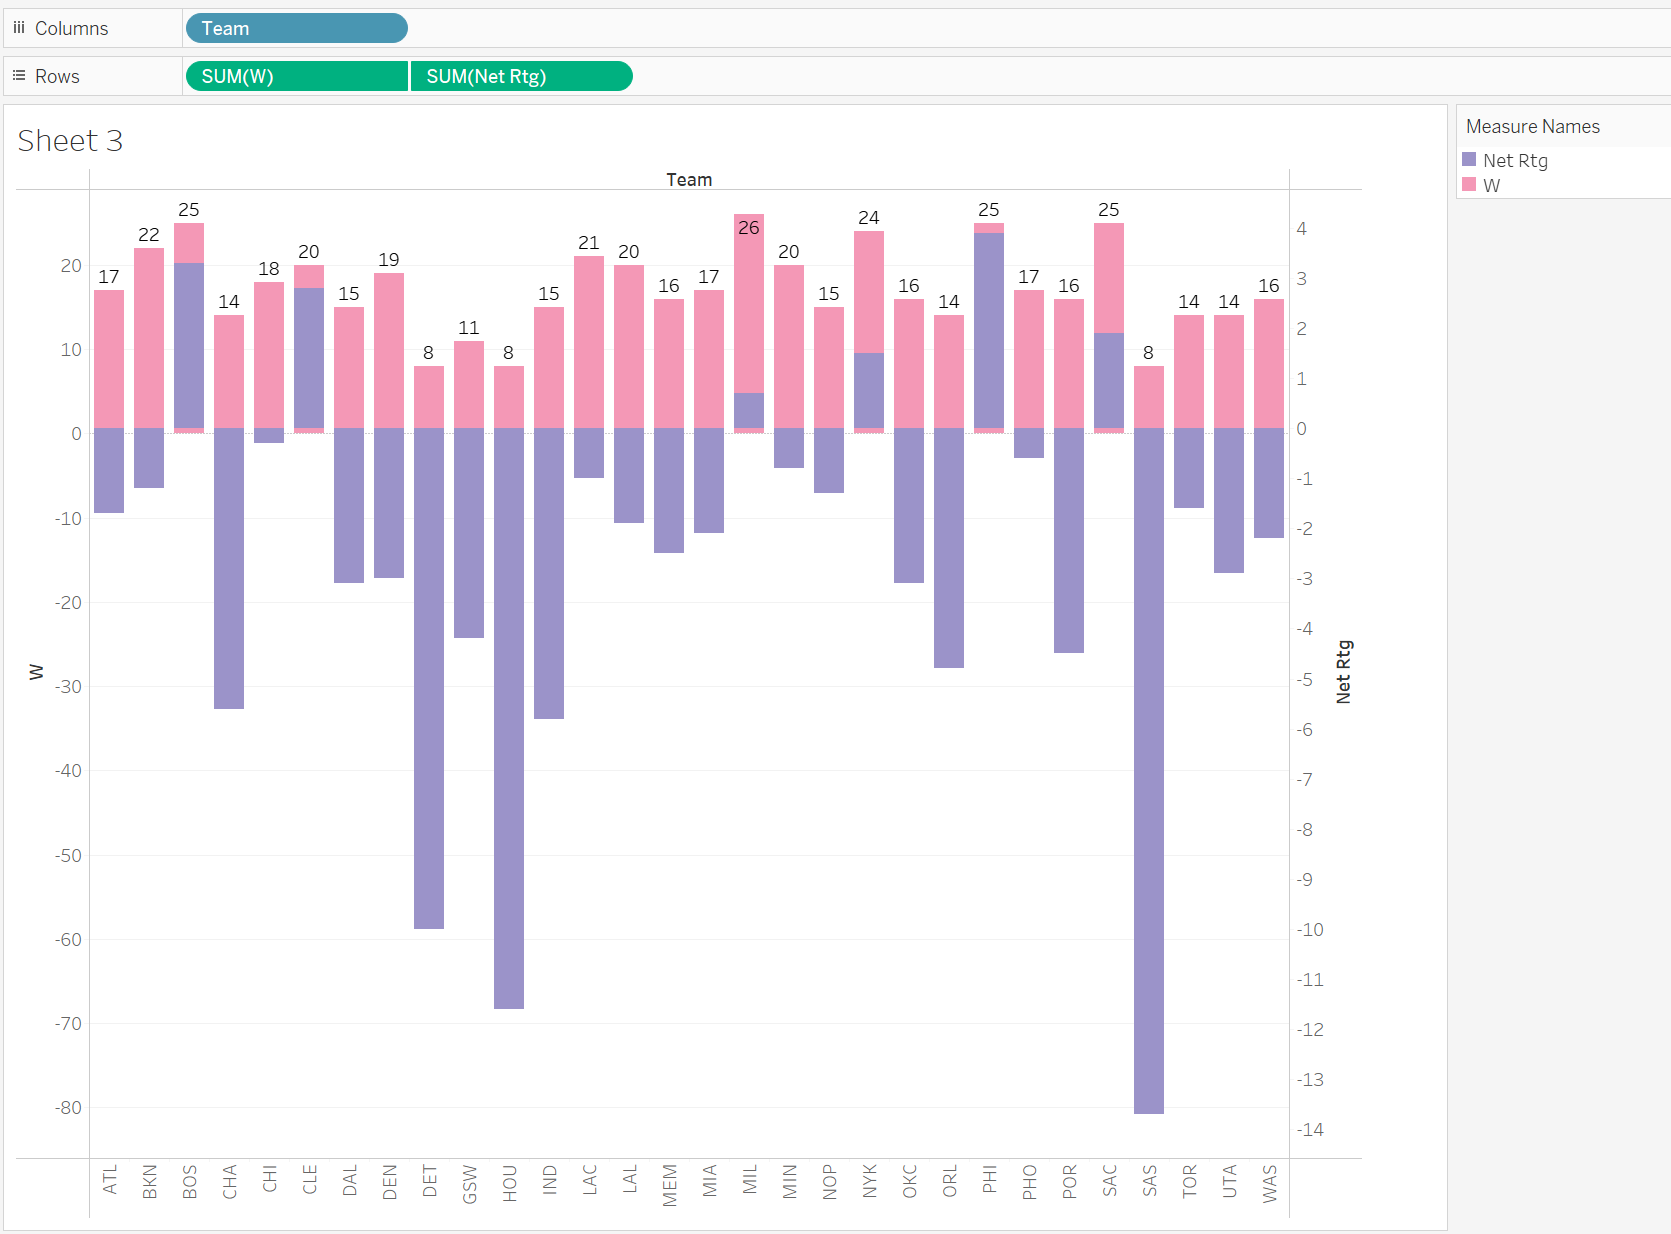 Columns Team
Rows SUM(W) SUM(Net Rtg)
Sheet 3
Measure Names
Net Rtg
W
Team
17 22 25 14 18 20 15 19 8 11 8 15 21 20 16 17 26 20 15 24 16 14 25 17 16 25 8 14 14 16
W
20
10
0
-10
-20
-30
-40
-50
-60
-70
-80
4
3
2
1
0
-1
-2
-3
-4
-5
-6
-7
-8
-9
-10
-11
-12
-13
-14
Net Rtg
ATL BKN BOS CHA CHI CLE DAL DEN DET GSW HOU IND LAC LAL MEM MIA MIL MIN NOP NYK OKC ORL PHI PHO POR SAC SAS TOR UTA WAS